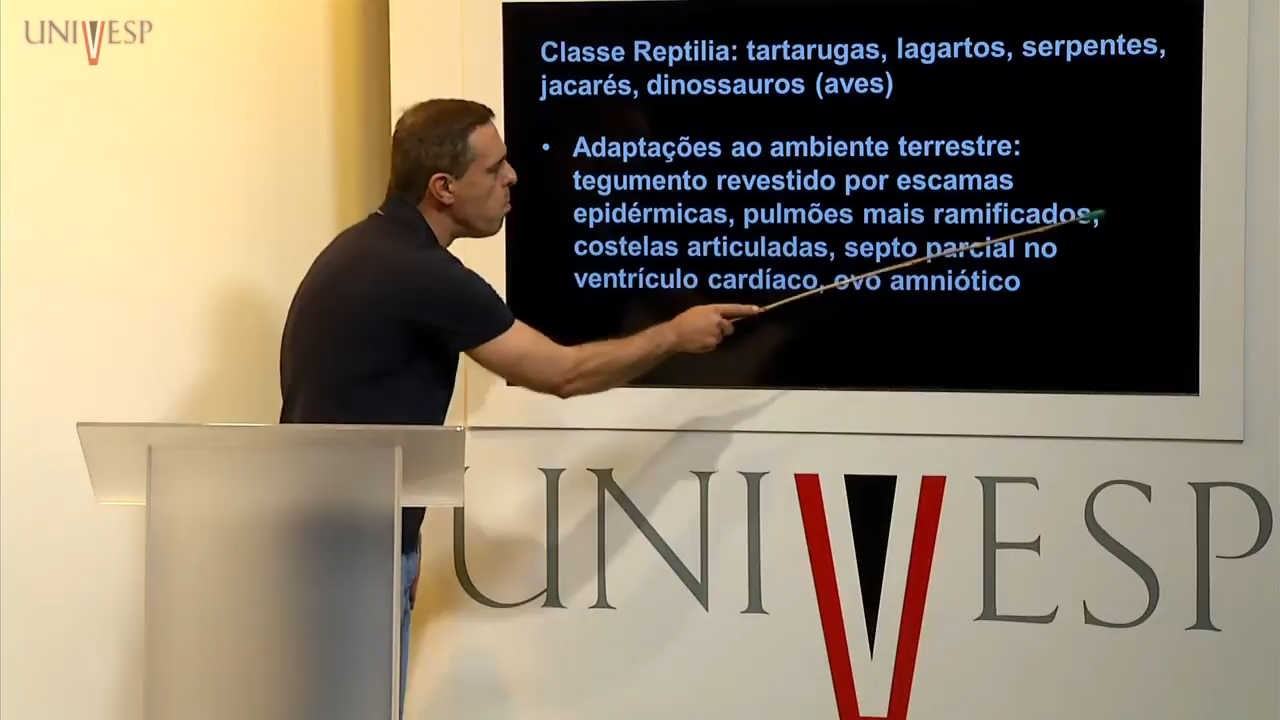 UNIVESP
Classe Reptilia: tartarugas, lagartos, serpentes,
jacarés, dinossauros (aves)
• Adaptações ao ambiente terrestre:
tegumento revestido por escamas
epidérmicas, pulmões mais ramificados,
costelas articuladas, septo parcial no
ventrículo cardíaco, ovo amniótico
UNIVESP